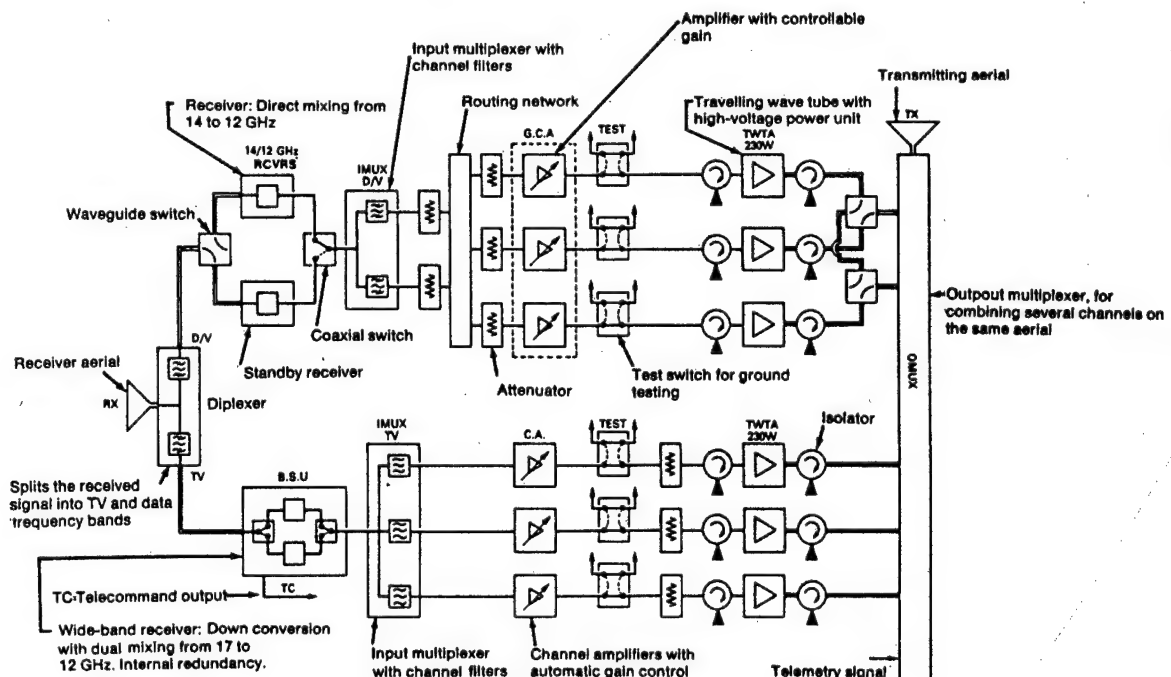 Amplifier with controllable
gain
Input multiplexer with
channel filters
Transmitting aerial
Receiver: Direct mixing from
14 to 12 GHz
Routing network
Travelling wave tube with
high-voltage power unit
TX
14/12 GHz
RCVRS
IMUX
D/V
G.C.A
TEST
TWTA
230W
Waveguide switch
Coaxial switch
D/V
Standby receiver
Attenuator
Test switch for ground
testing
Outpout multiplexer, for
combining several channels on
the same aerial
OMUX
Receiver aerial
RX
Diplexer
TV
Splits the received
signal into TV and data
frequency bands
B.S.U
IMUX
TV
C.A.
TEST
TWTA
230W
Isolator
TC-Telecommand output
TC
Wide-band receiver: Down conversion
with dual mixing from 17 to
12 GHz. Internal redundancy.
Input multiplexer
with channel filters
Channel amplifiers with
automatic gain control
Telemetry signal